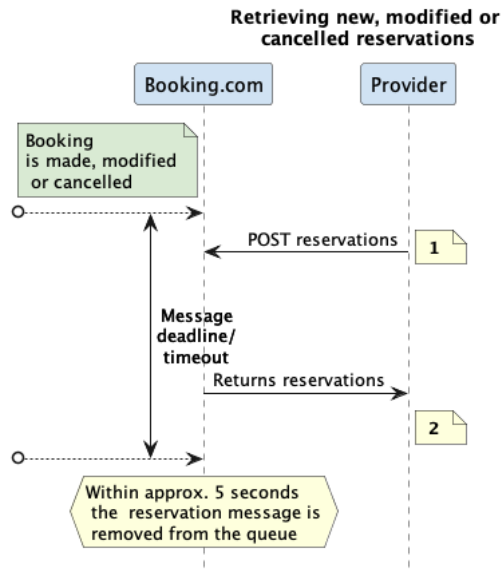 Retrieving new, modified or
cancelled reservations
Booking.com
Provider
Booking
is made, modified
or cancelled
POST reservations
1
Message
deadline/
timeout
Returns reservations
2
Within approx. 5 seconds
the reservation message is
removed from the queue